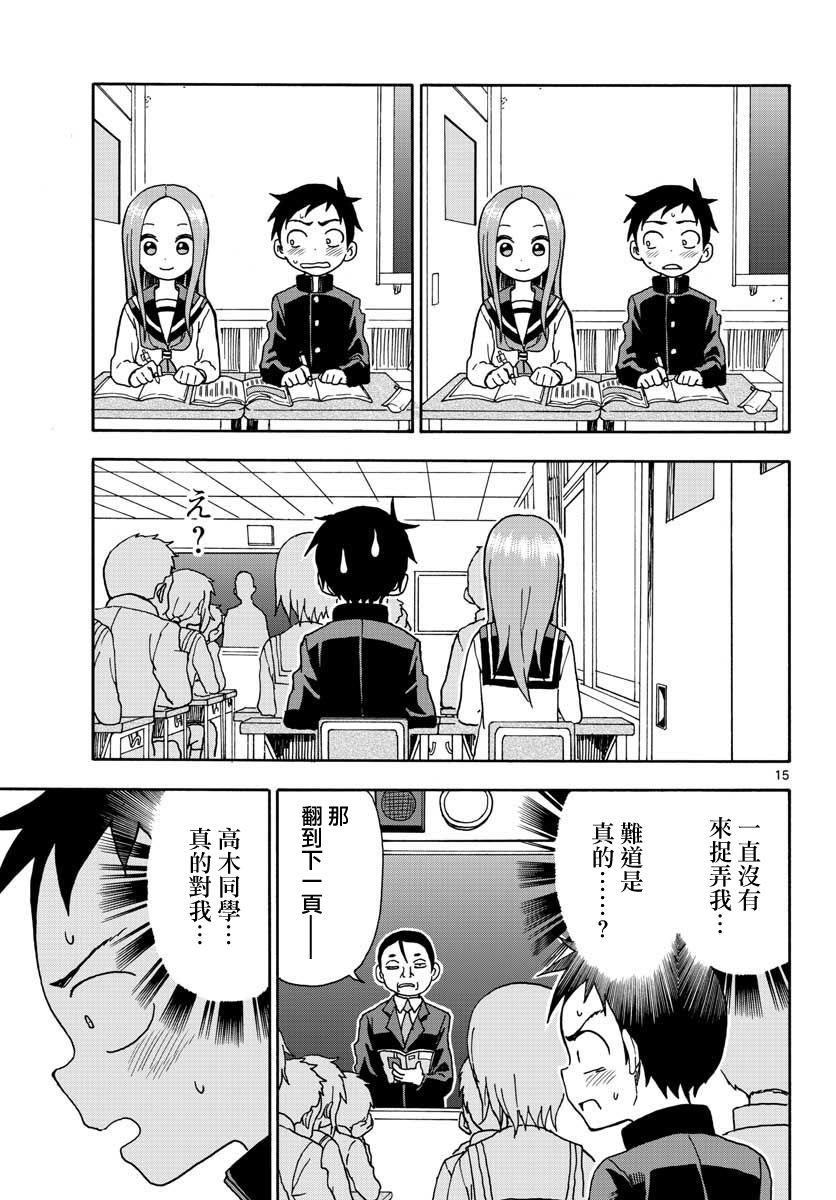 え?
15
一直沒有
來捉弄我…
難道是
真的……?
那
翻到下一頁——
高木同學…
真的對我…